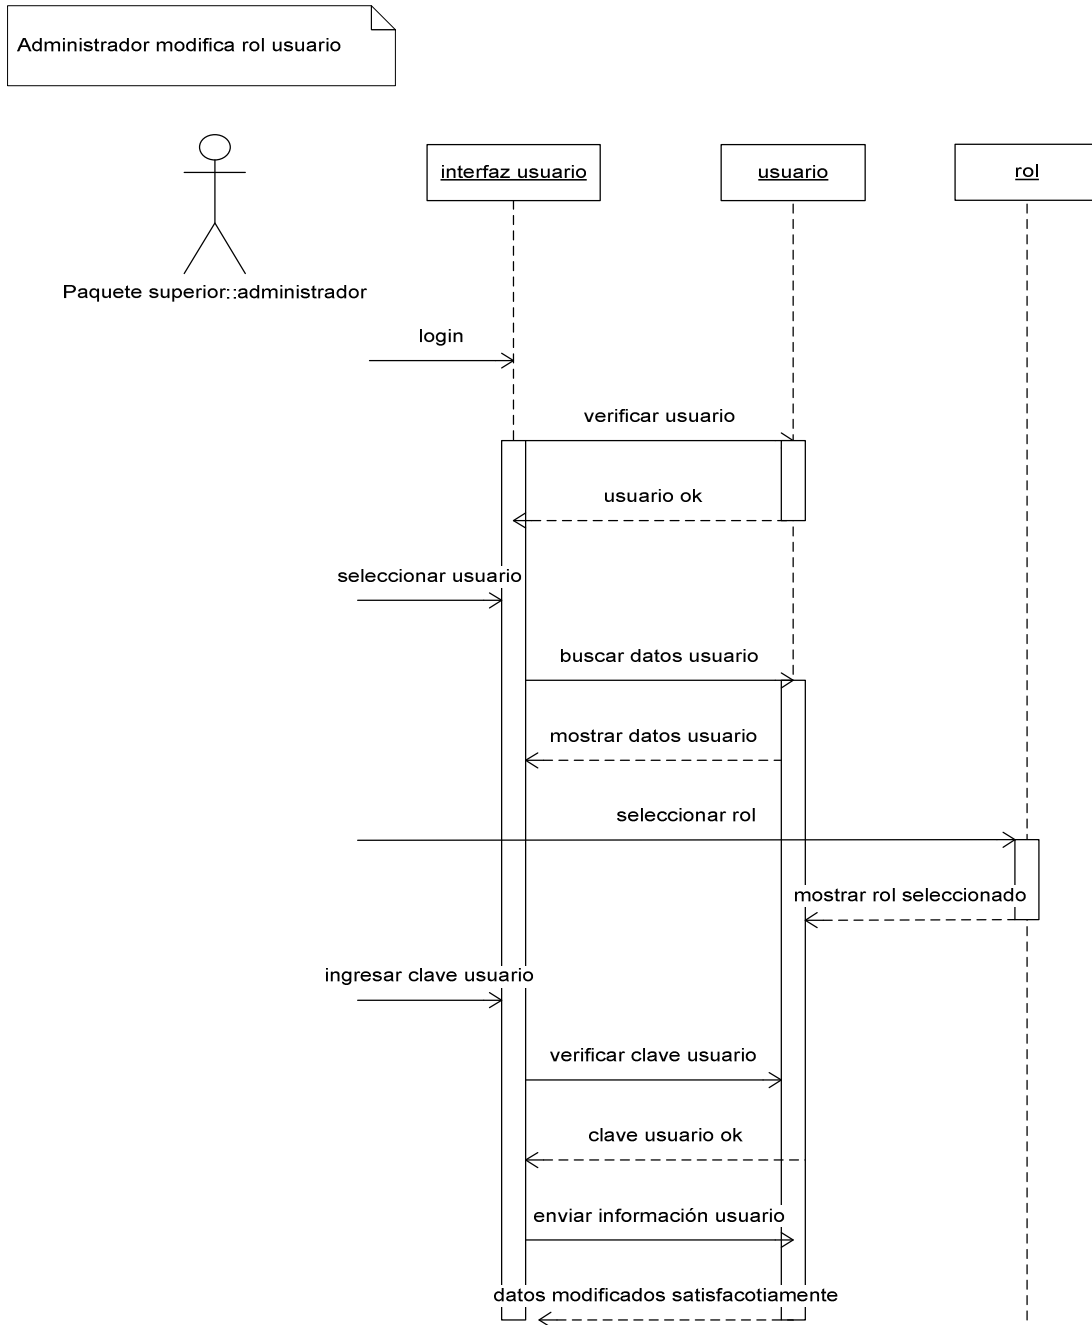 Administrador modifica rol usuario
interfaz usuario
usuario
rol
Paquete superior::administrador
login
verificar usuario
usuario ok
seleccionar usuario
buscar datos usuario
mostrar datos usuario
seleccionar rol
mostrar rol seleccionado
ingresar clave usuario
verificar clave usuario
clave usuario ok
enviar información usuario
datos modificados satisfacotiamente